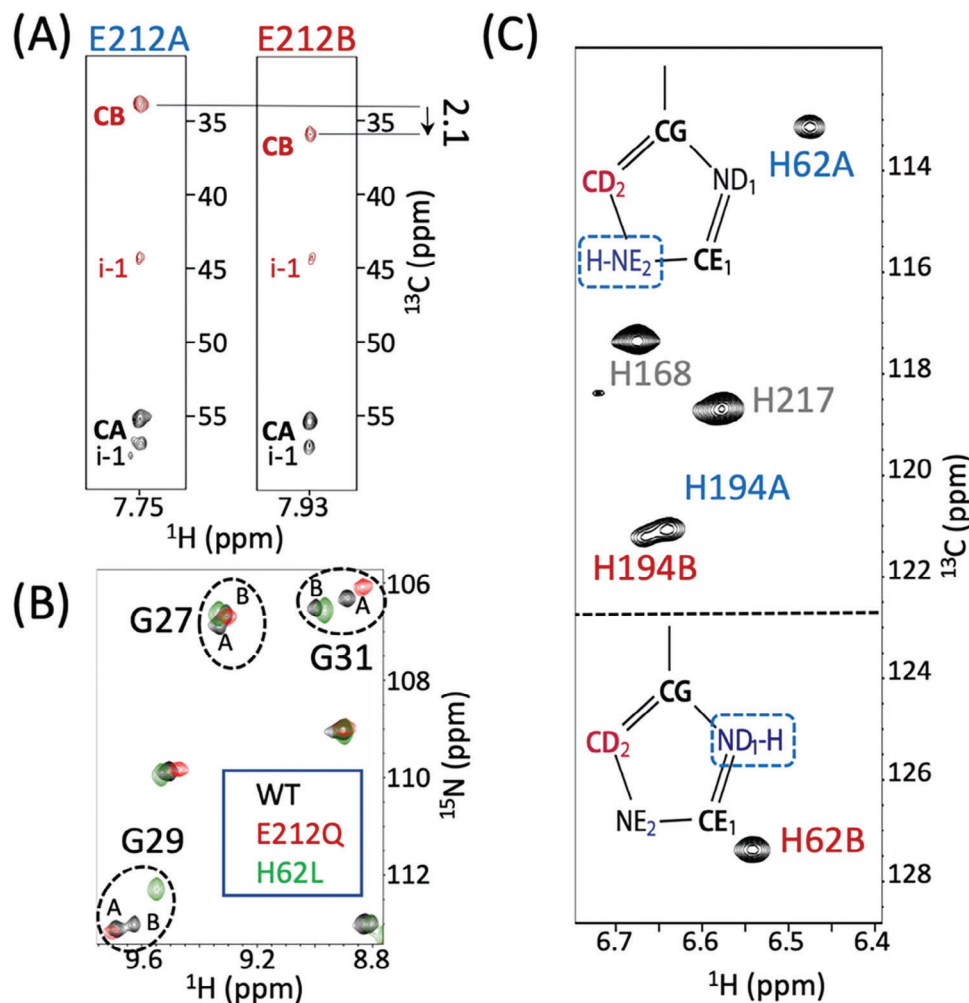 (A)
E212A
E212B
CB
CB
2.1
35
35
40
40
i-1
i-1
45
45
50
50
55
55
CA
i-1
CA
i-1
7.75
7.93
¹H (ppm)
¹³C (ppm)
(B)
G27
B
A
B
A
G31
G29
A
B
WT
E212Q
H62L
106
108
110
112
¹⁵N (ppm)
9.6
9.2
8.8
¹H (ppm)
(C)
CG
CD₂
ND₁
H-NE₂
CE₁
H62A
H168
H217
H194A
H194B
CG
CD₂
ND₁-H
NE₂
CE₁
H62B
114
116
118
120
122
124
126
128
¹³C (ppm)
6.7
6.6
6.5
6.4
¹H (ppm)